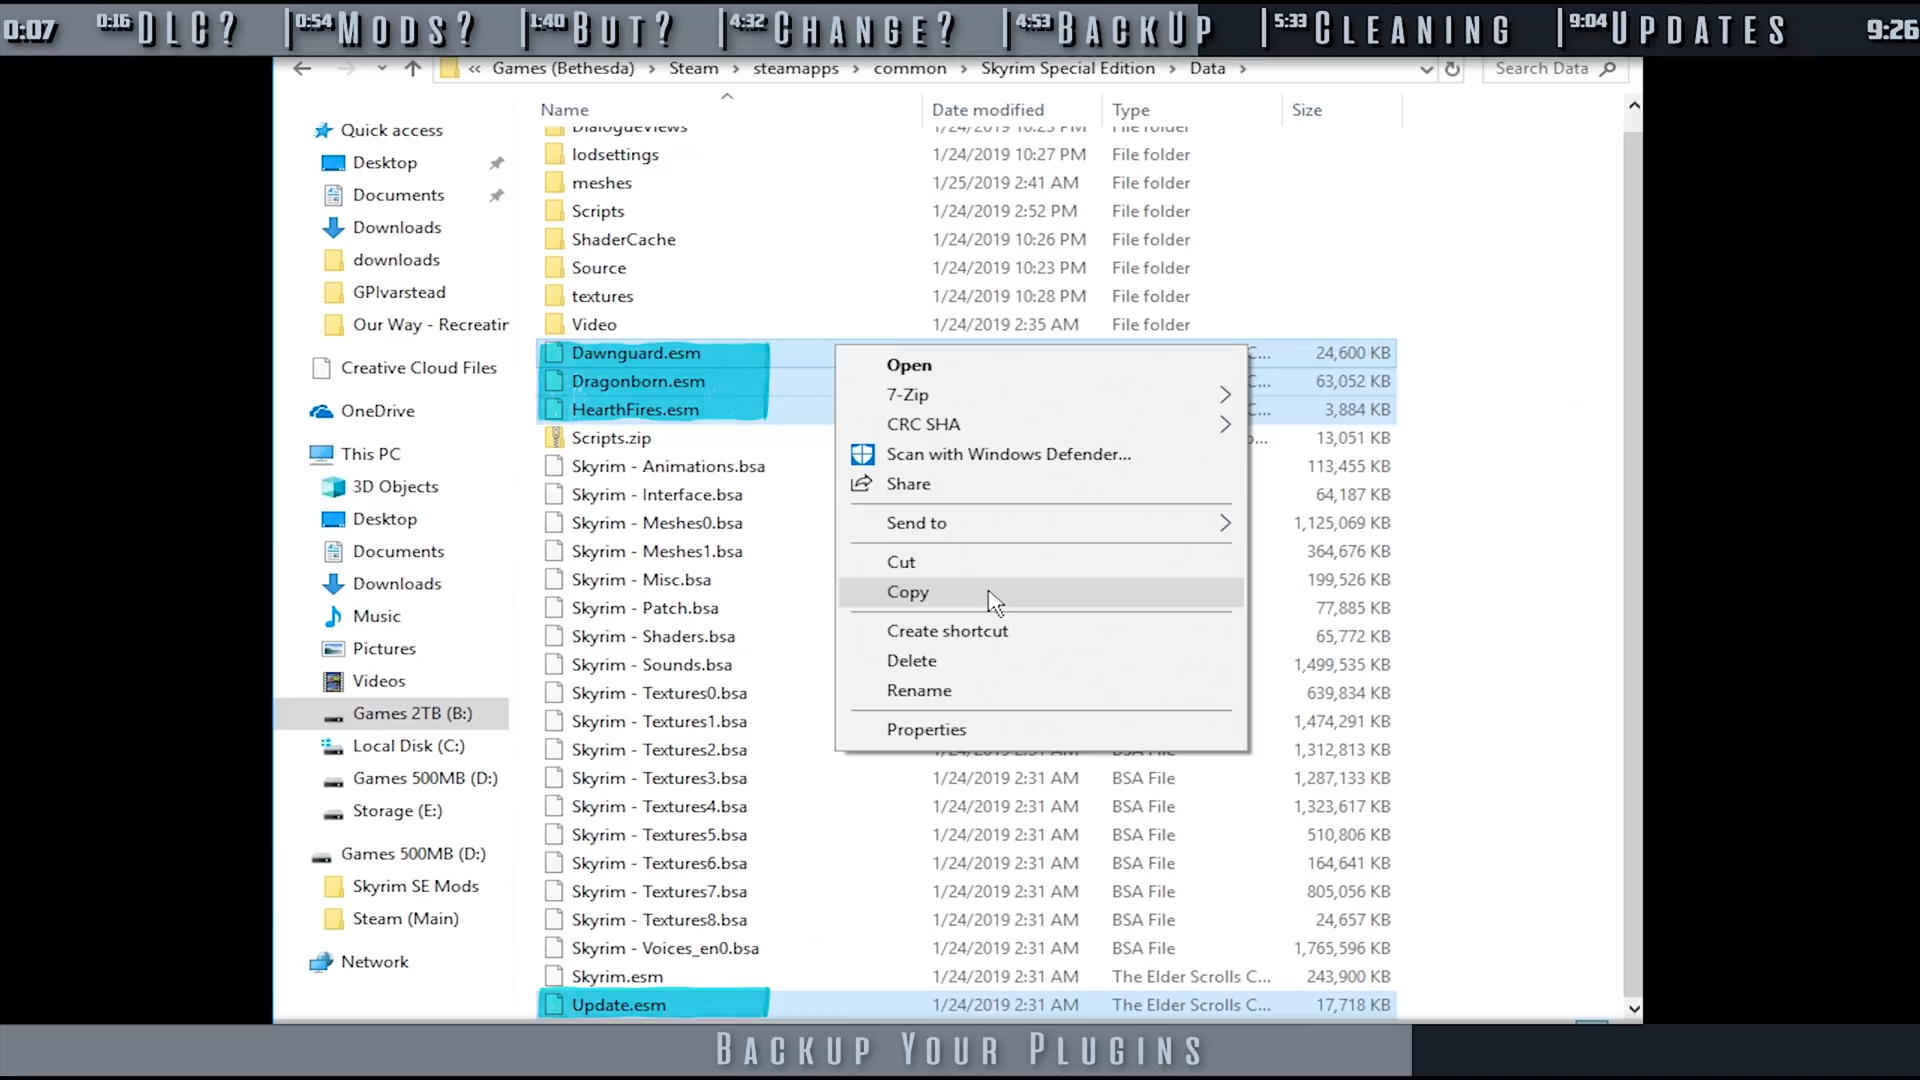 0:07 0:16 DLC? 0:54 MODS? 1:40 BUT? 4:32 CHANGE? 4:53 BACKUP 5:33 CLEANING 9:04 UPDATES 9:26
« Games (Bethesda) > Steam > steamapps > common > Skyrim Special Edition > Data > Search Data
Name Date modified Type Size
Quick access
Desktop
Documents
Downloads
downloads
GPIvarstead
Our Way - Recreatin
Creative Cloud Files
OneDrive
This PC
3D Objects
Desktop
Documents
Downloads
Music
Pictures
Videos
Games 2TB (B:)
Local Disk (C:)
Games 500MB (D:)
Storage (E:)
Games 500MB (D:)
Skyrim SE Mods
Steam (Main)
Network
DialogueViews 1/24/2019 10:23 PM File folder
lodsettings 1/24/2019 10:27 PM File folder
meshes 1/25/2019 2:41 AM File folder
Scripts 1/24/2019 2:52 PM File folder
ShaderCache 1/24/2019 10:26 PM File folder
Source 1/24/2019 10:23 PM File folder
textures 1/24/2019 10:28 PM File folder
Video 1/24/2019 2:35 AM File folder
Dawnguard.esm C... 24,600 KB
Dragonborn.esm C... 63,052 KB
HearthFires.esm C... 3,884 KB
Scripts.zip 13,051 KB
Skyrim - Animations.bsa 113,455 KB
Skyrim - Interface.bsa 64,187 KB
Skyrim - Meshes0.bsa 1,125,069 KB
Skyrim - Meshes1.bsa 364,676 KB
Skyrim - Misc.bsa 199,526 KB
Skyrim - Patch.bsa 77,885 KB
Skyrim - Shaders.bsa 65,772 KB
Skyrim - Sounds.bsa 1,499,535 KB
Skyrim - Textures0.bsa 639,834 KB
Skyrim - Textures1.bsa 1,474,291 KB
Skyrim - Textures2.bsa 1,312,813 KB
Skyrim - Textures3.bsa 1/24/2019 2:31 AM BSA File 1,287,133 KB
Skyrim - Textures4.bsa 1/24/2019 2:31 AM BSA File 1,323,617 KB
Skyrim - Textures5.bsa 1/24/2019 2:31 AM BSA File 510,806 KB
Skyrim - Textures6.bsa 1/24/2019 2:31 AM BSA File 164,641 KB
Skyrim - Textures7.bsa 1/24/2019 2:31 AM BSA File 805,056 KB
Skyrim - Textures8.bsa 1/24/2019 2:31 AM BSA File 24,657 KB
Skyrim - Voices_en0.bsa 1/24/2019 2:31 AM BSA File 1,765,596 KB
Skyrim.esm 1/24/2019 2:31 AM The Elder Scrolls C... 243,900 KB
Update.esm 1/24/2019 2:31 AM The Elder Scrolls C... 17,718 KB
Open
7-Zip
CRC SHA
Scan with Windows Defender...
Share
Send to
Cut
Copy
Create shortcut
Delete
Rename
Properties
BACKUP YOUR PLUGINS